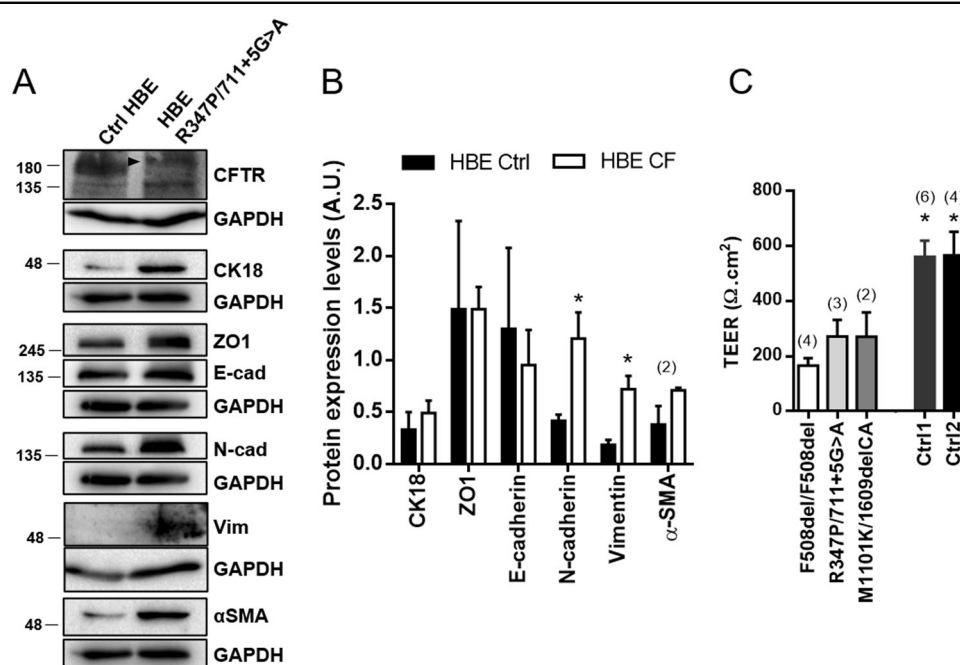 A
Ctrl HBE
HBE
R347P/711+5G>A
180
135
CFTR
GAPDH
48
CK18
GAPDH
245
ZO1
135
E-cad
GAPDH
135
N-cad
GAPDH
48
Vim
GAPDH
48
αSMA
GAPDH
B
HBE Ctrl
HBE CF
Protein expression levels (A.U.)
2.5
2.0
1.5
1.0
0.5
0.0
*
*
(2)
CK18
ZO1
E-cadherin
N-cadherin
Vimentin
α-SMA
C
TEER (Ω.cm²)
800
600
400
200
0
(4)
(3)
(2)
(6)
*
(4)
*
F508del/F508del
R347P/711+5G>A
M1101K/1609delCA
Ctrl1
Ctrl2